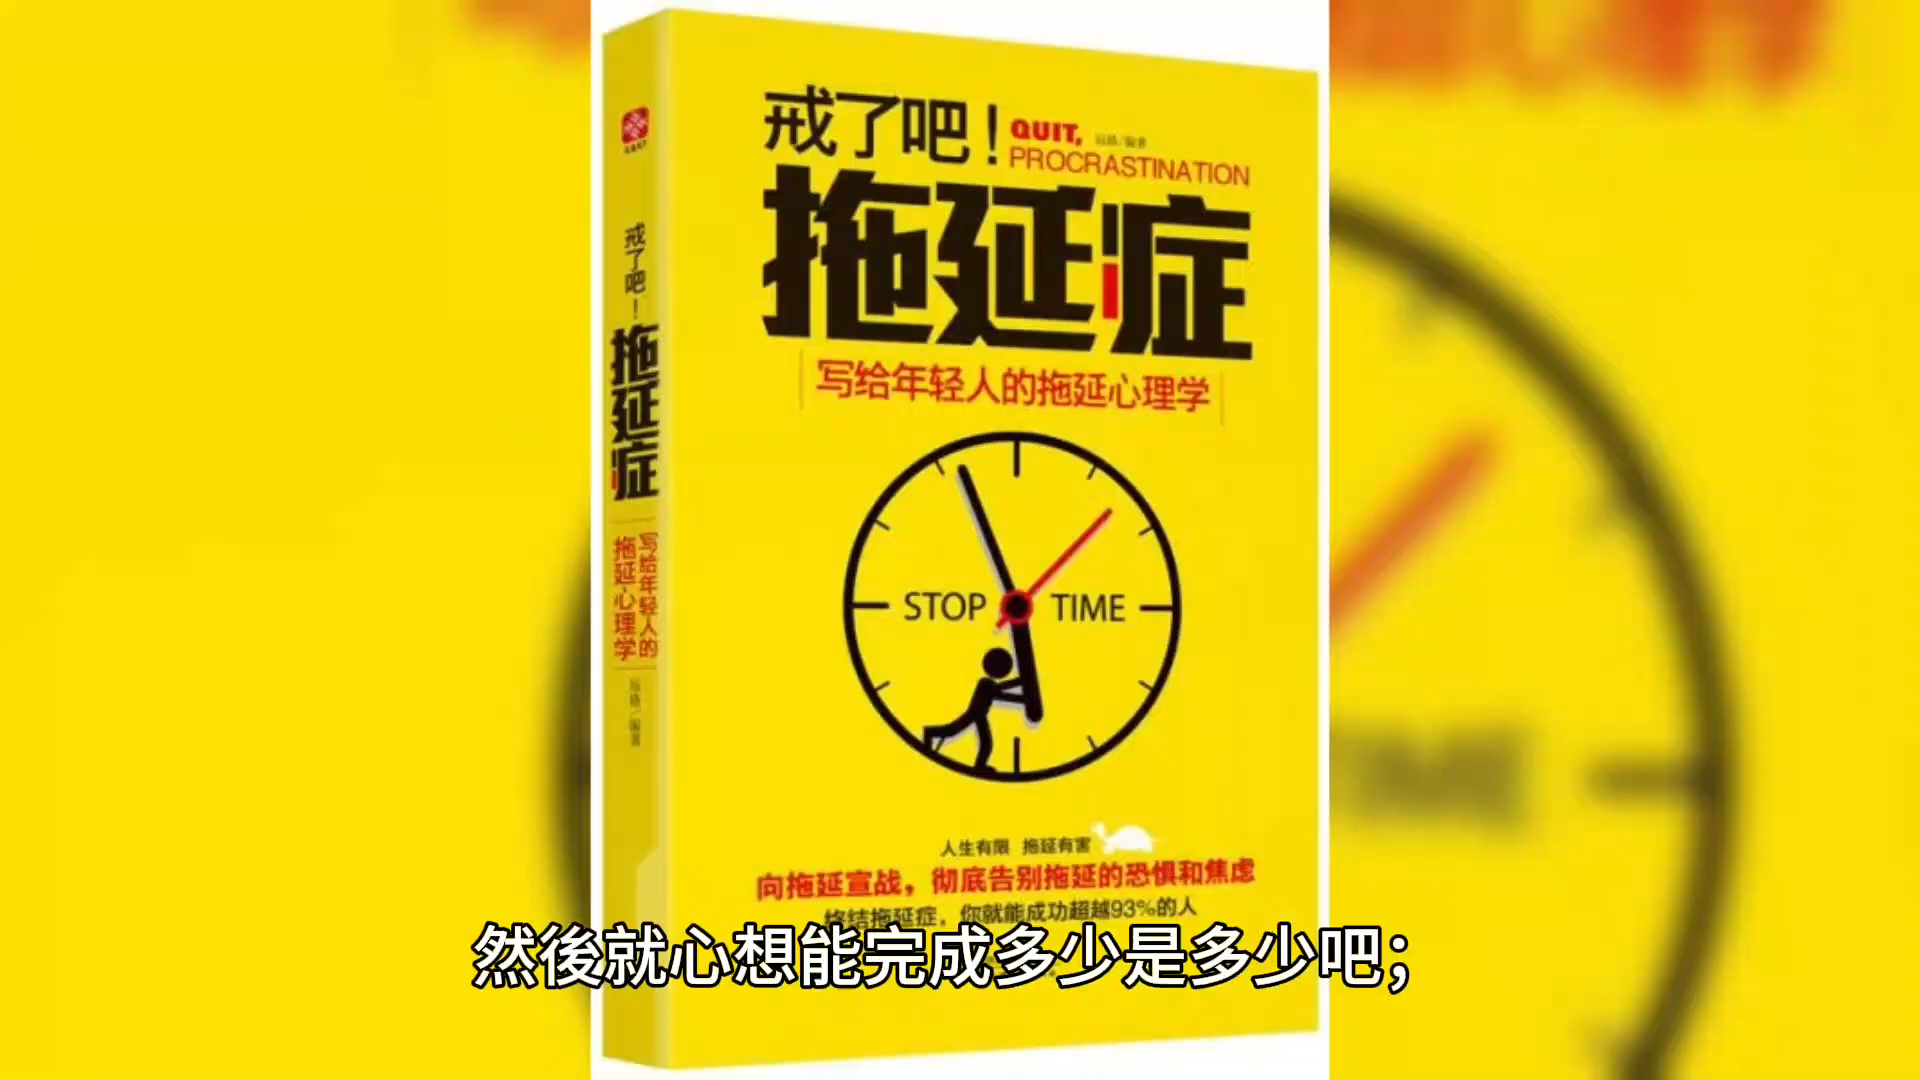 戒了吧！
QUIT,
PROCRASTINATION
拖延症
写给年轻人的拖延心理学
STOP TIME
人生有限 拖延有害
向拖延宣战，彻底告别拖延的恐惧和焦虑
终结拖延症，你就能成功超越93%的人
戒了吧！
拖延症
写给年轻人的
拖延心理学
然後就心想能完成多少是多少吧；